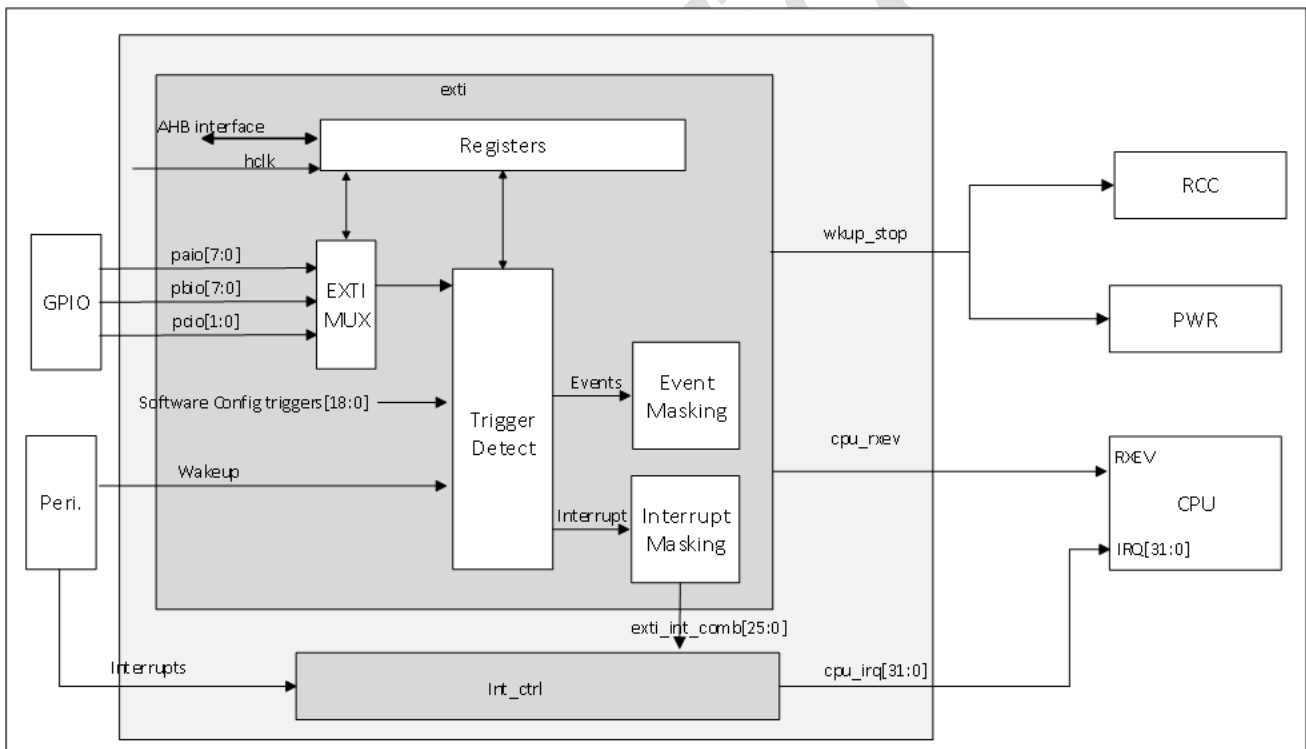 exti
AHB interface
Registers
hclk
RCC
wkup_stop
paio[7:0]
pbio[7:0]
pcio[1:0]
GPIO
EXTI
MUX
PWR
Software Config triggers[18:0]
Trigger
Detect
Events
Event
Masking
cpu_rxev
RXEV
CPU
IRQ[31:0]
Wakeup
Peri.
Interrupt
Interrupt
Masking
exti_int_comb[25:0]
Interrupts
Int_ctrl
cpu_irq[31:0]